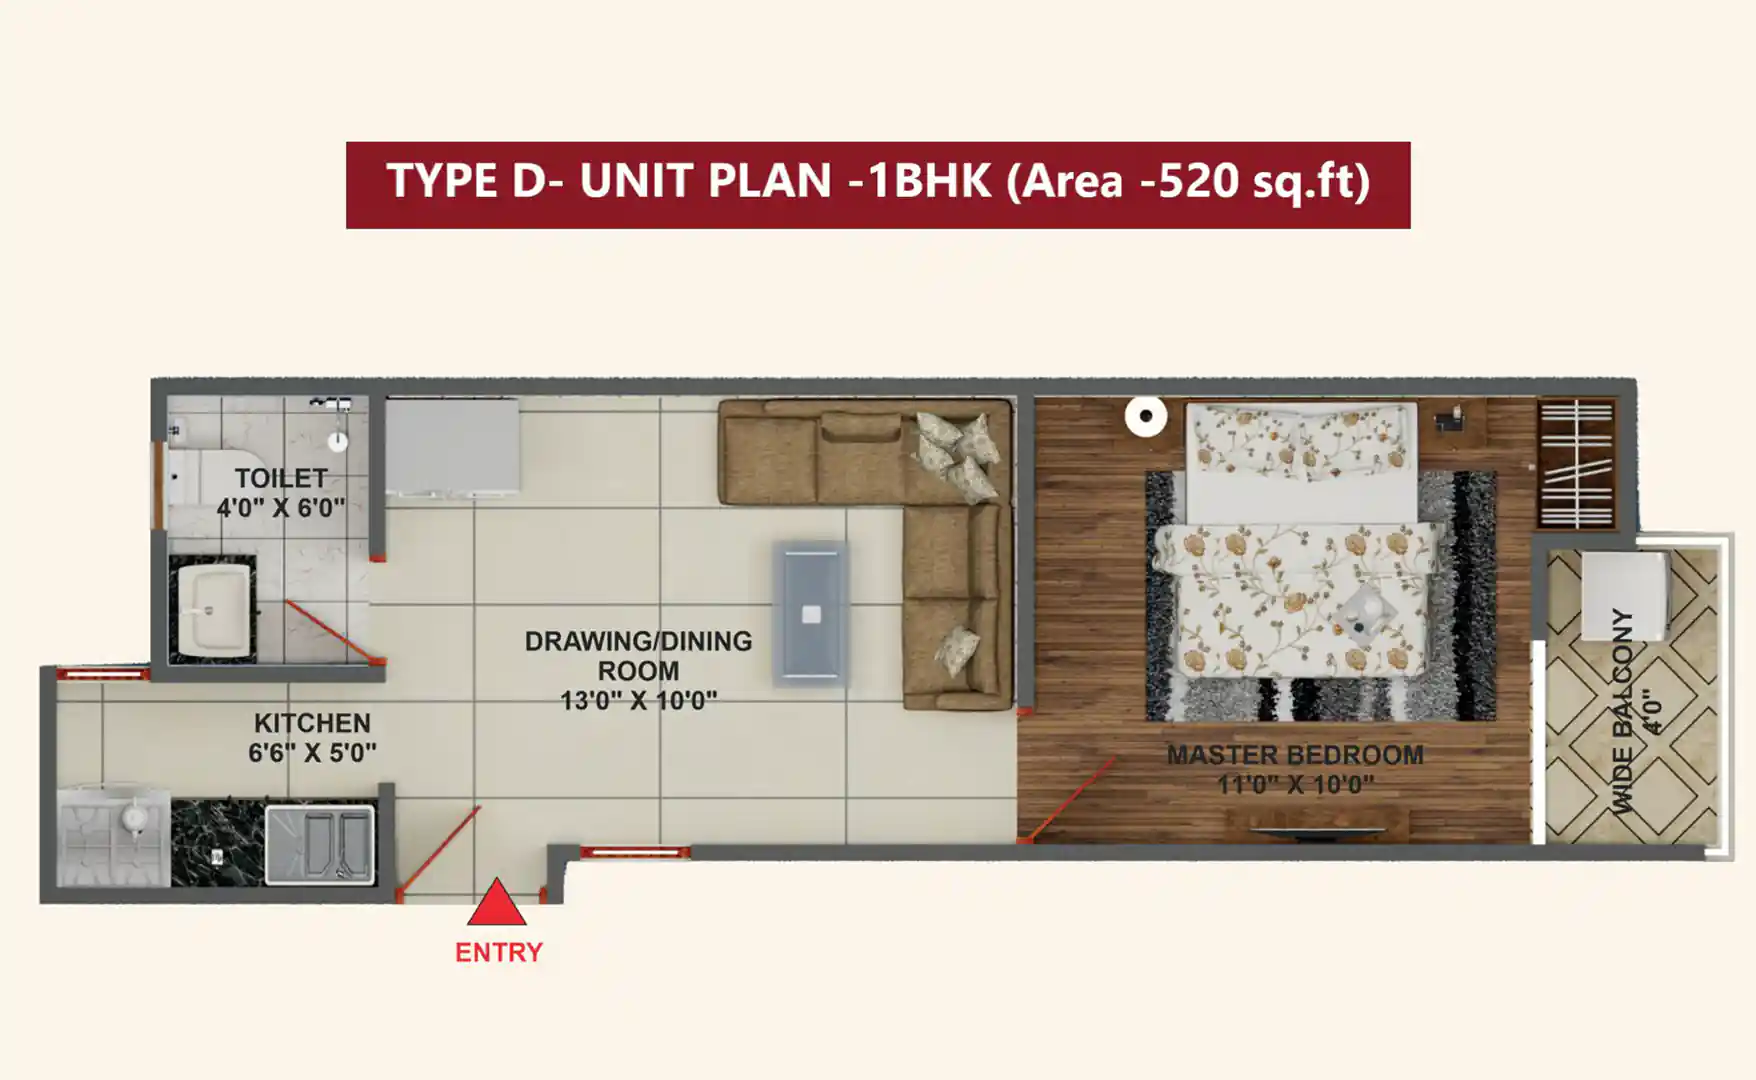 TYPE D- UNIT PLAN -1BHK (Area -520 sq.ft)
TOILET
4'0" X 6'0"
DRAWING/DINING
ROOM
13'0" X 10'0"
KITCHEN
6'6" X 5'0"
MASTER BEDROOM
11'0" X 10'0"
WIDE BALCONY
4'0"
ENTRY